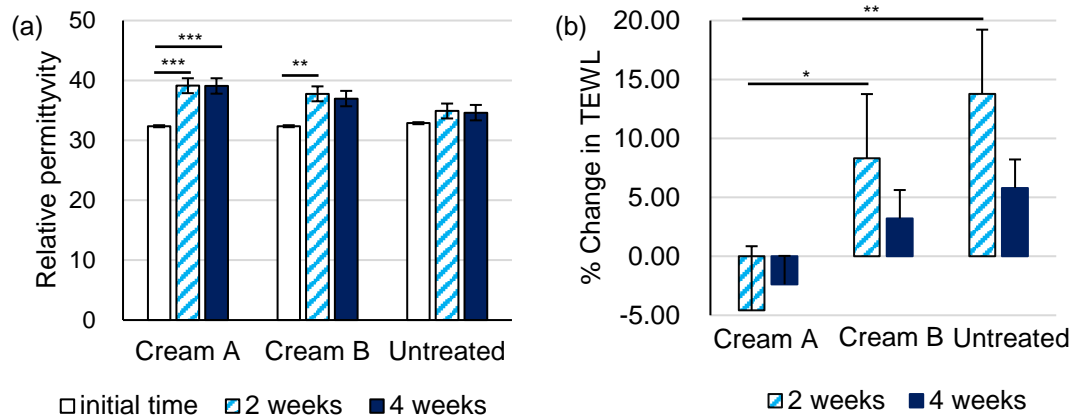 (a)
Relative permittyvity
50
40
30
20
10
0
***
***
**
Cream A Cream B Untreated
initial time 2 weeks 4 weeks
(b)
% Change in TEWL
20.00
15.00
10.00
5.00
0.00
-5.00
**
*
Cream A Cream B Untreated
2 weeks 4 weeks